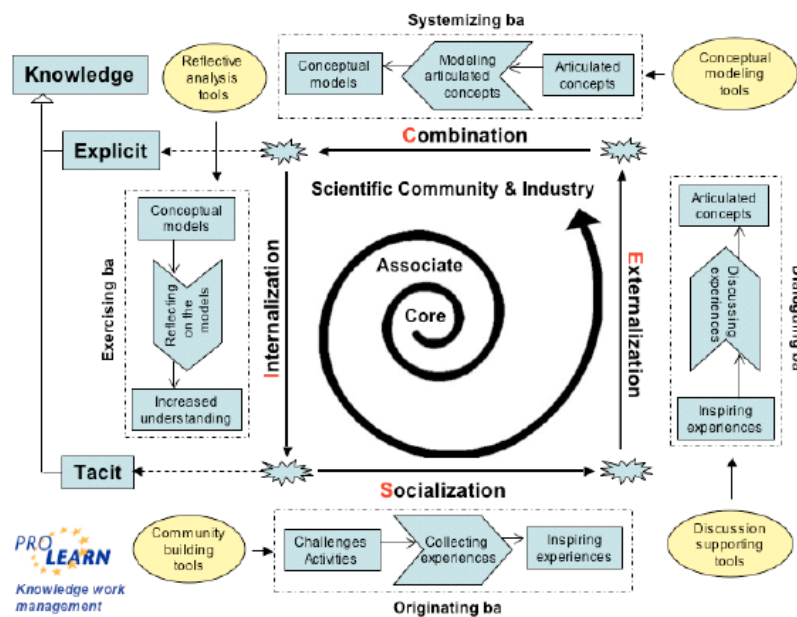 Systemizing ba
Knowledge
Reflective
analysis
tools
Conceptual
models
Modeling
articulated
concepts
Articulated
concepts
Conceptual
modeling
tools
Explicit
Combination
Scientific Community & Industry
Exercising ba
Conceptual
models
Reflecting
on the
models
Increased
understanding
Internalization
Associate
Core
Externalization
Articulated
concepts
Discussing
experiences
Inspiring
experiences
Dialoguing ba
Tacit
Socialization
PRO
LEARN
Knowledge work
management
Community
building
tools
Challenges
Activities
Collecting
experiences
Inspiring
experiences
Originating ba
Discussion
supporting
tools